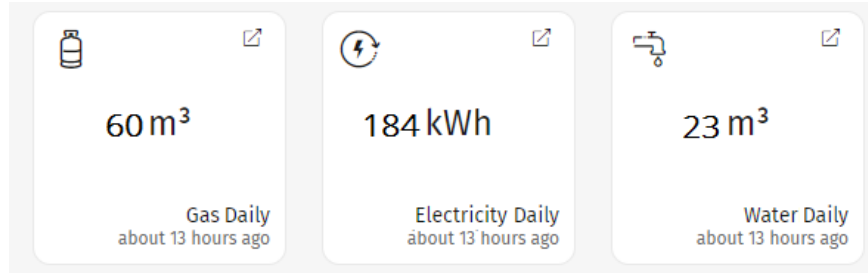 60 m³
184 kWh
23 m³
Gas Daily
about 13 hours ago
Electricity Daily
about 13 hours ago
Water Daily
about 13 hours ago